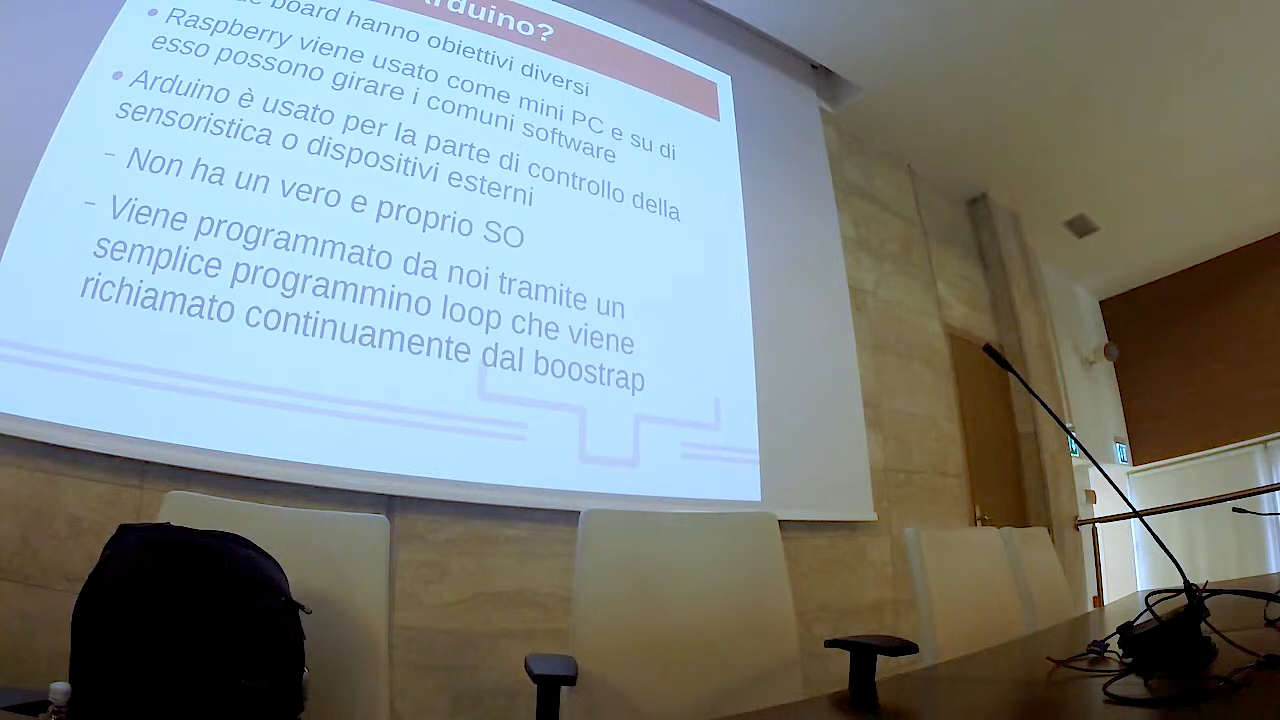 Arduino?
board hanno obiettivi diversi
• Raspberry viene usato come mini PC e su di
esso possono girare i comuni software
• Arduino è usato per la parte di controllo della
sensoristica o dispositivi esterni
– Non ha un vero e proprio SO
– Viene programmato da noi tramite un
semplice programmino loop che viene
richiamato continuamente dal boostrap